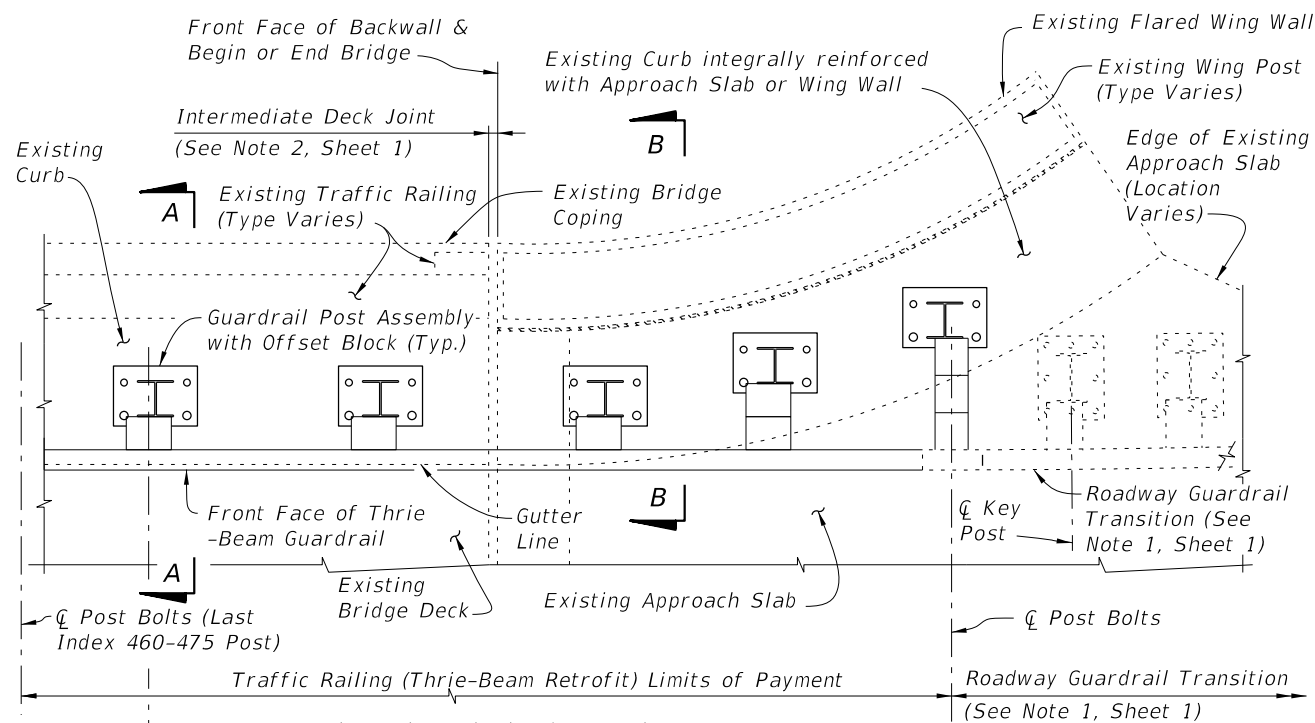 Front Face of Backwall &
Begin or End Bridge
Existing Flared Wing Wall
Existing Curb integrally reinforced
with Approach Slab or Wing Wall
Existing Wing Post
(Type Varies)
Intermediate Deck Joint
(See Note 2, Sheet 1)
B
Edge of Existing
Approach Slab
(Location
Varies)
Existing
Curb
A
Existing Traffic Railing
(Type Varies)
Existing Bridge
Coping
Guardrail Post Assembly
with Offset Block (Typ.)
Front Face of Thrie
-Beam Guardrail
Gutter
Line
B
℄ Key
Post
Roadway Guardrail
Transition (See
Note 1, Sheet 1)
A
Existing
Bridge Deck
Existing Approach Slab
℄ Post Bolts (Last
Index 460-475 Post)
℄ Post Bolts
Traffic Railing (Thrie-Beam Retrofit) Limits of Payment
Roadway Guardrail Transition
(See Note 1, Sheet 1)